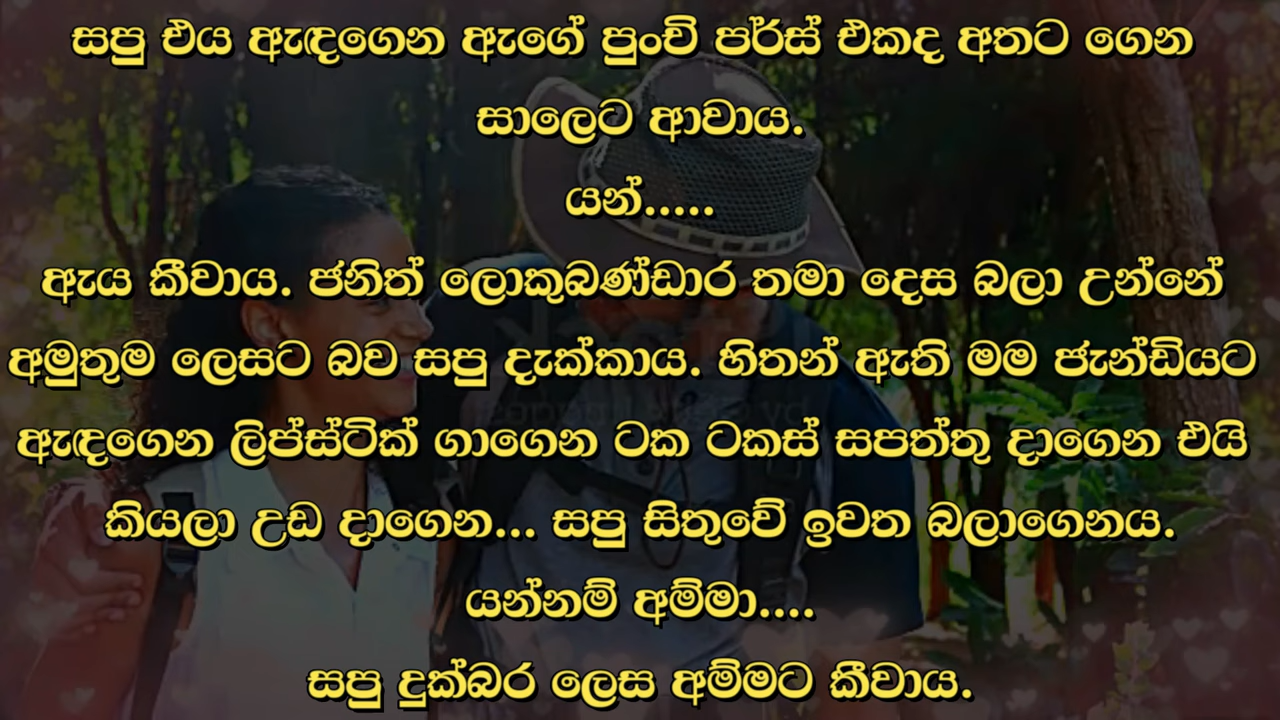 සපු එය ඇඳගෙන ඇගේ පුංචි පර්ස් එකද අතට ගෙන
සාලෙට ආවාය.
යන්.....
ඇය කීවාය. ජනිත් ලොකුබණ්ඩාර තමා දෙස බලා උන්නේ
අමුතුම ලෙසට බව සපු දැක්කාය. හිතන් ඇති මම ජැන්ඩියට
ඇඳගෙන ලිප්ස්ටික් ගාගෙන ටක ටකස් සපත්තු දාගෙන එයි
කියලා උඩ දාගෙන... සපු සිතුවේ ඉවත බලාගෙනය.
යන්නම් අම්මා....
සපු දුක්බර ලෙස අම්මට කීවාය.